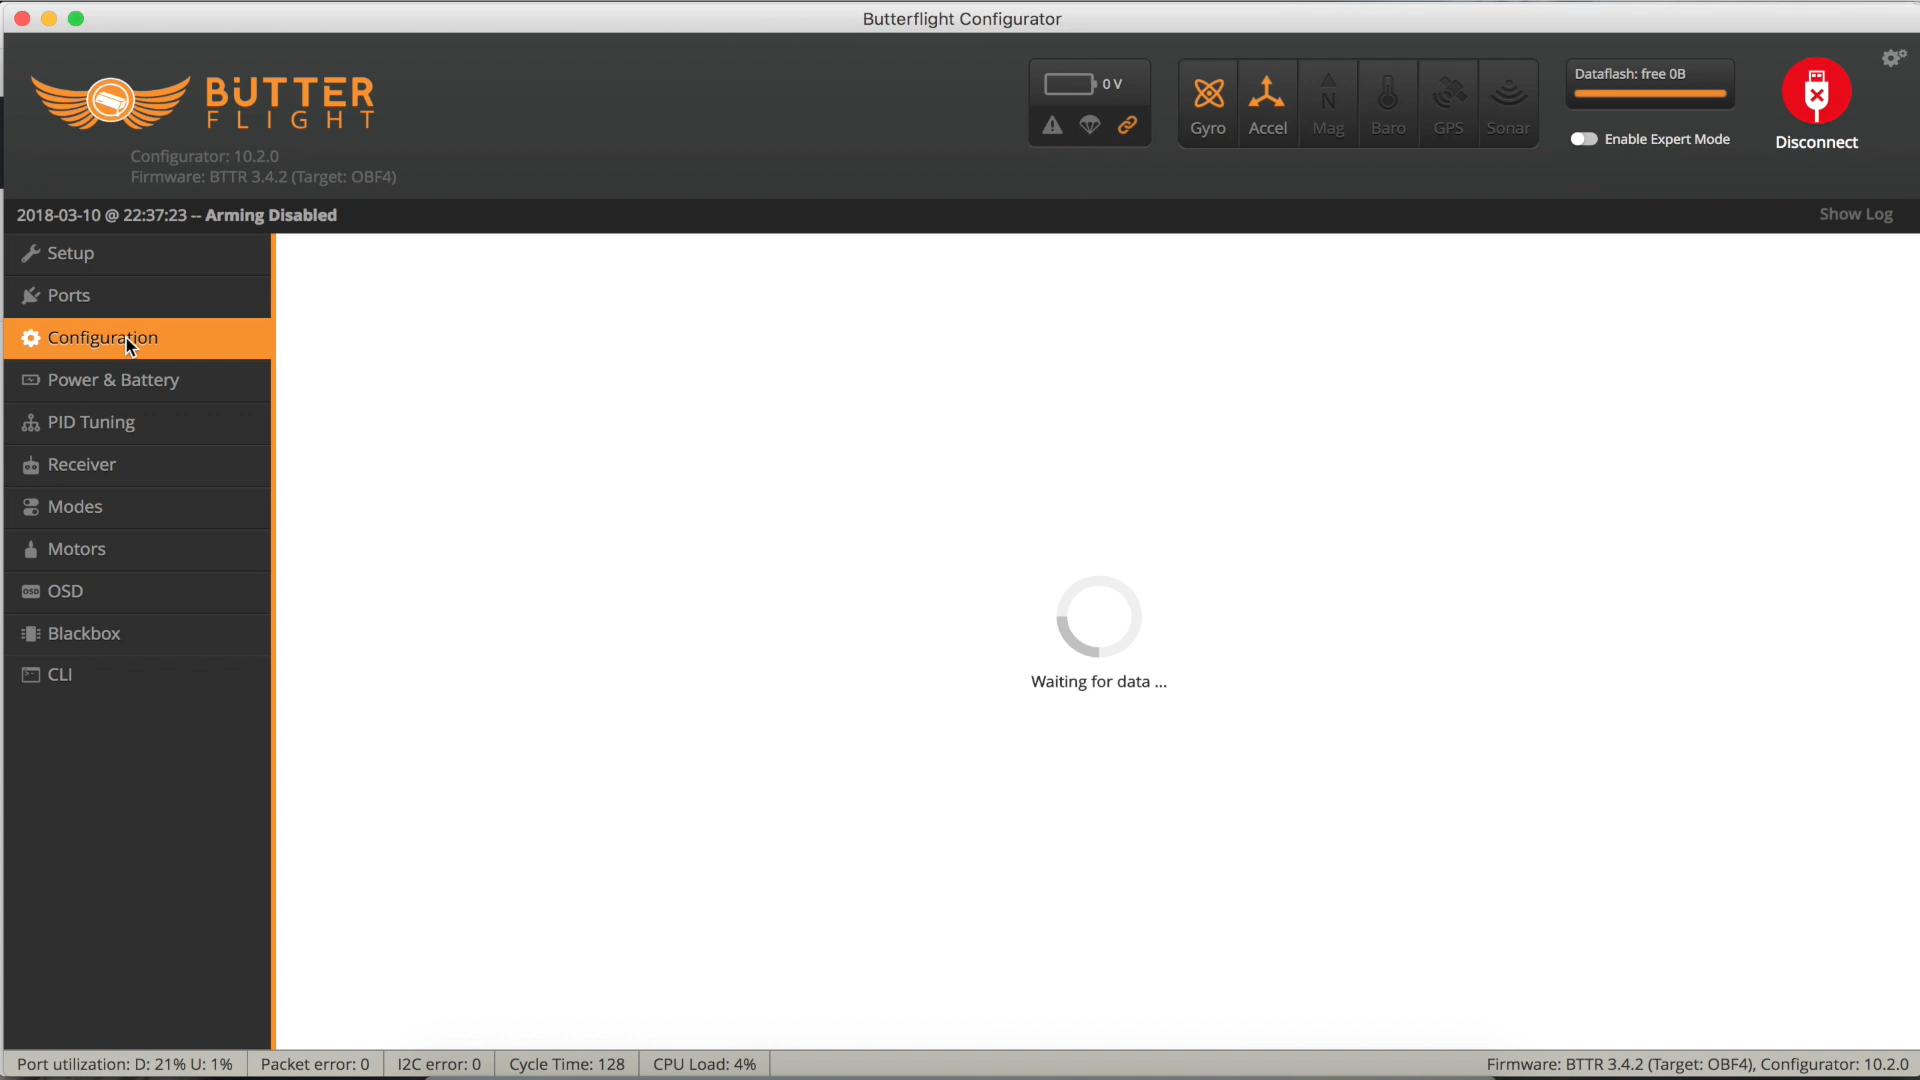 Butterflight Configurator
BUTTER
FLIGHT
Configurator: 10.2.0
Firmware: BTTR 3.4.2 (Target: OBF4)
0 V
Gyro
Accel
N
Mag
Baro
GPS
Sonar
Dataflash: free 0B
Enable Expert Mode
Disconnect
2018-03-10 @ 22:37:23 -- Arming Disabled
Show Log
Setup
Ports
Configuration
Power & Battery
PID Tuning
Receiver
Modes
Motors
OSD OSD
Blackbox
CLI
Waiting for data ...
Port utilization: D: 21% U: 1%
Packet error: 0
I2C error: 0
Cycle Time: 128
CPU Load: 4%
Firmware: BTTR 3.4.2 (Target: OBF4), Configurator: 10.2.0